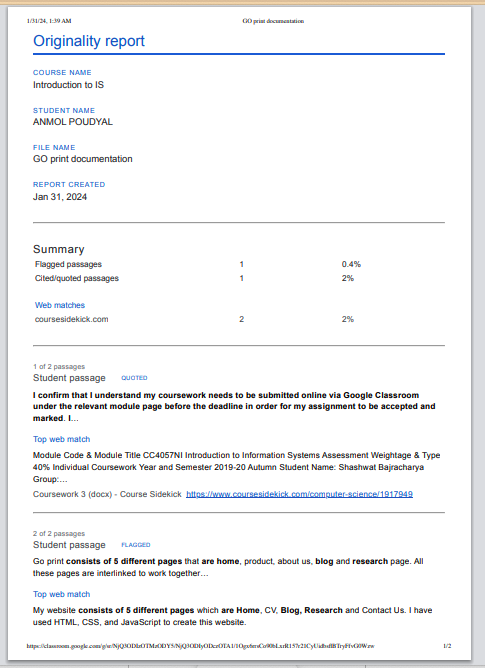 1/31/24, 1:39 AM GO print documentation
Originality report
COURSE NAME
Introduction to IS
STUDENT NAME
ANMOL POUDYAL
FILE NAME
GO print documentation
REPORT CREATED
Jan 31, 2024
Summary
Flagged passages 1 0.4%
Cited/quoted passages 1 2%
Web matches
coursesidekick.com 2 2%
1 of 2 passages
Student passage QUOTED
I confirm that I understand my coursework needs to be submitted online via Google Classroom
under the relevant module page before the deadline in order for my assignment to be accepted and
marked. I...
Top web match
Module Code & Module Title CC4057NI Introduction to Information Systems Assessment Weightage & Type
40% Individual Coursework Year and Semester 2019-20 Autumn Student Name: Shashwat Bajracharya
Group:...
Coursework 3 (docx) - Course Sidekick https://www.coursesidekick.com/computer-science/1917949
2 of 2 passages
Student passage FLAGGED
Go print consists of 5 different pages that are home, product, about us, blog and research page. All
these pages are interlinked to work together...
Top web match
My website consists of 5 different pages which are Home, CV, Blog, Research and Contact Us. I have
used HTML, CSS, and JavaScript to create this website.
1/2